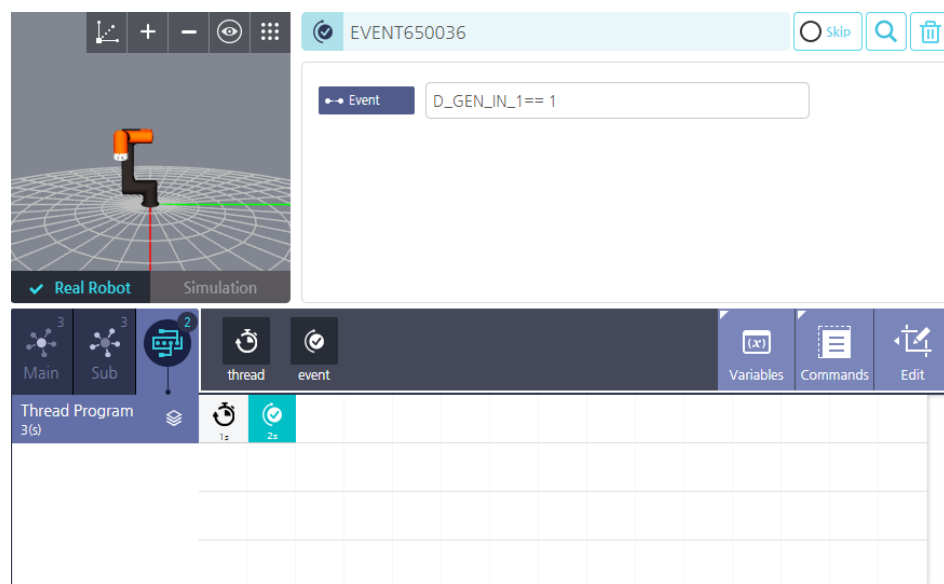 EVENT650036
Skip
Event
D_GEN_IN_1== 1
Real Robot
Simulation
3
3
2
Main
Sub
thread
event
(x)
Variables
Commands
Edit
Thread Program
3(s)
1s
2s